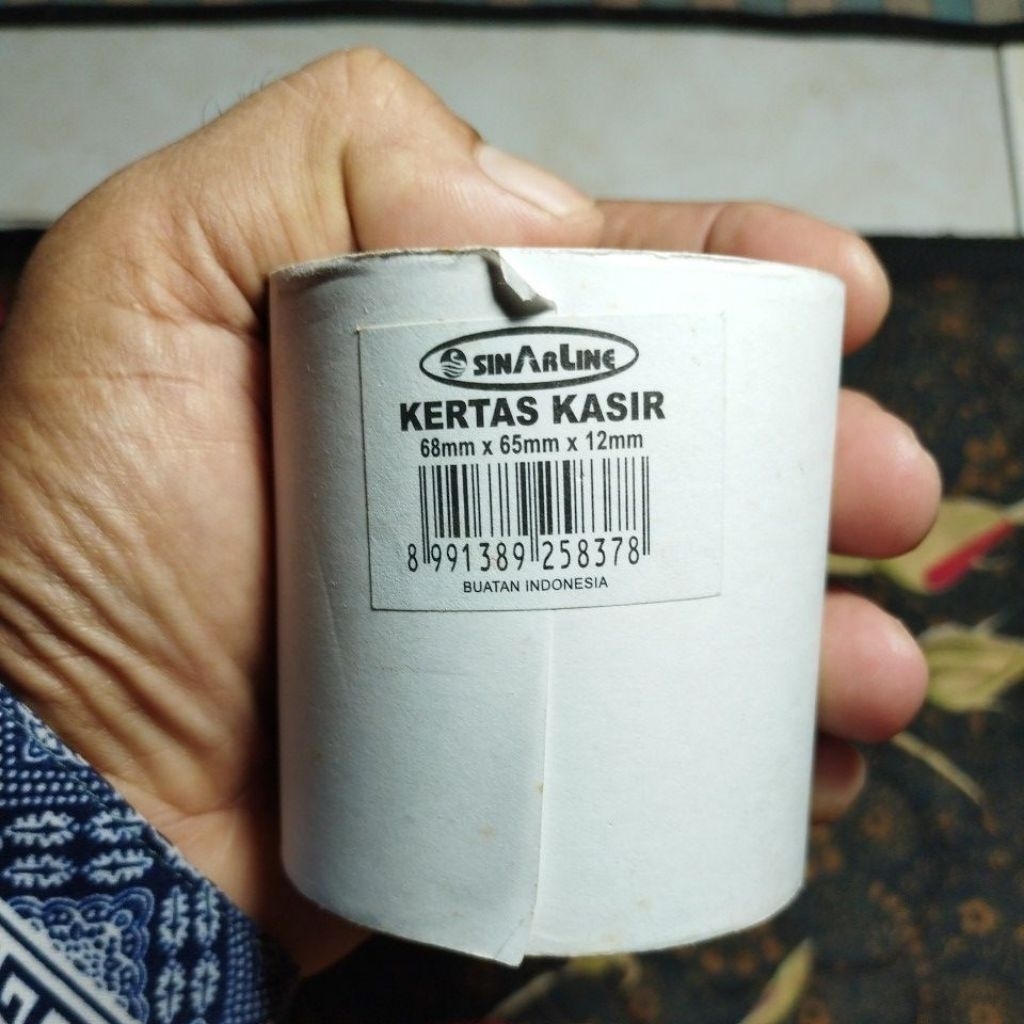 SINARLINE
KERTAS KASIR
68mm x 65mm x 12mm
8 991389 258378
BUATAN INDONESIA